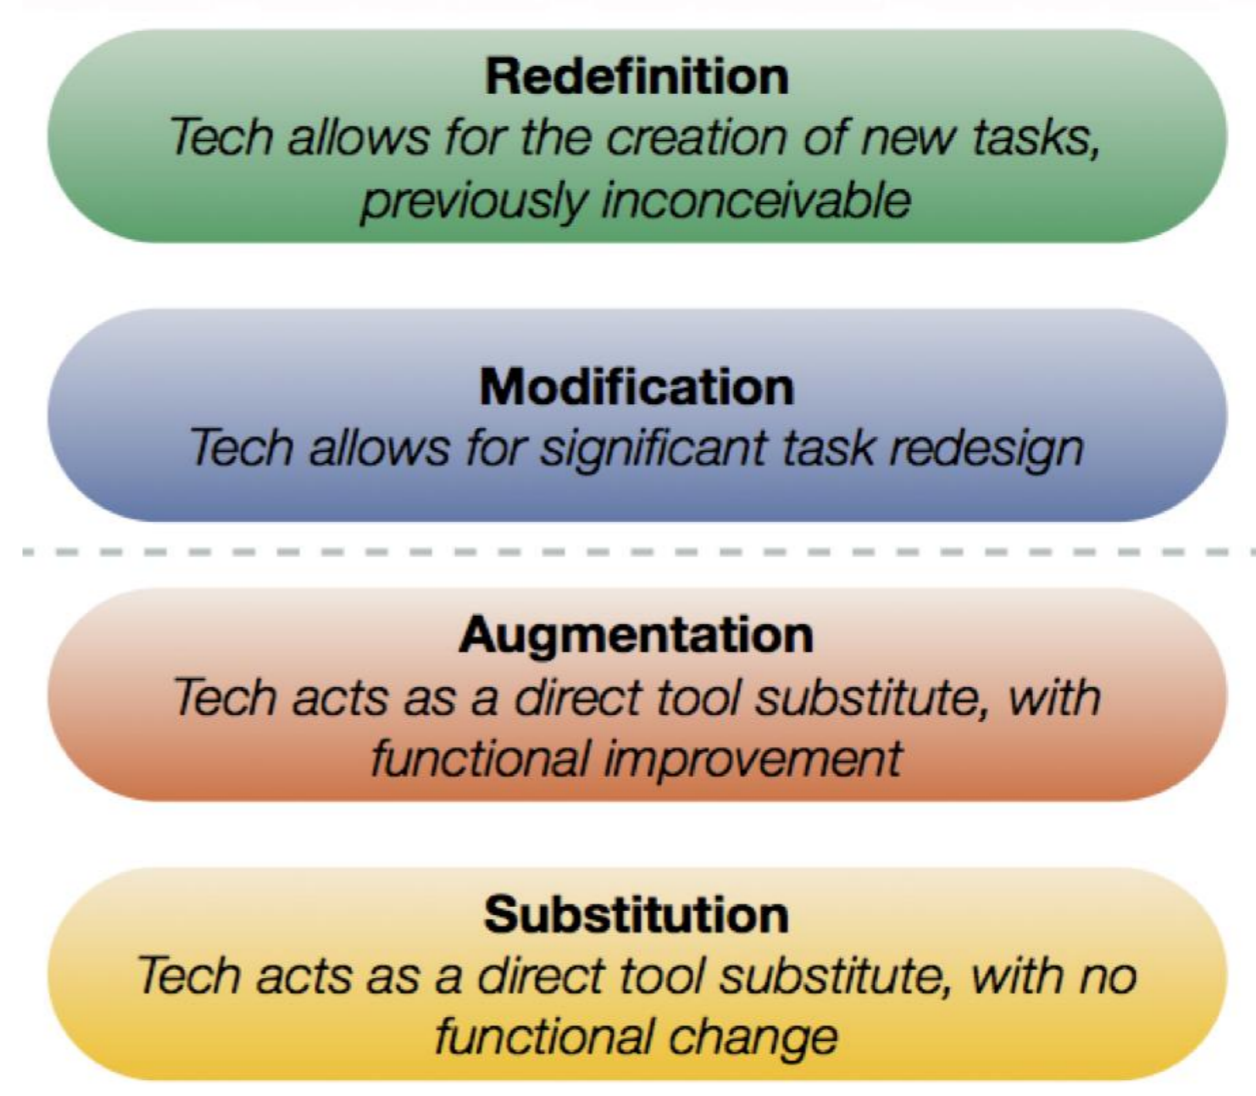 Redefinition
Tech allows for the creation of new tasks,
previously inconceivable
Modification
Tech allows for significant task redesign
Augmentation
Tech acts as a direct tool substitute, with
functional improvement
Substitution
Tech acts as a direct tool substitute, with no
functional change